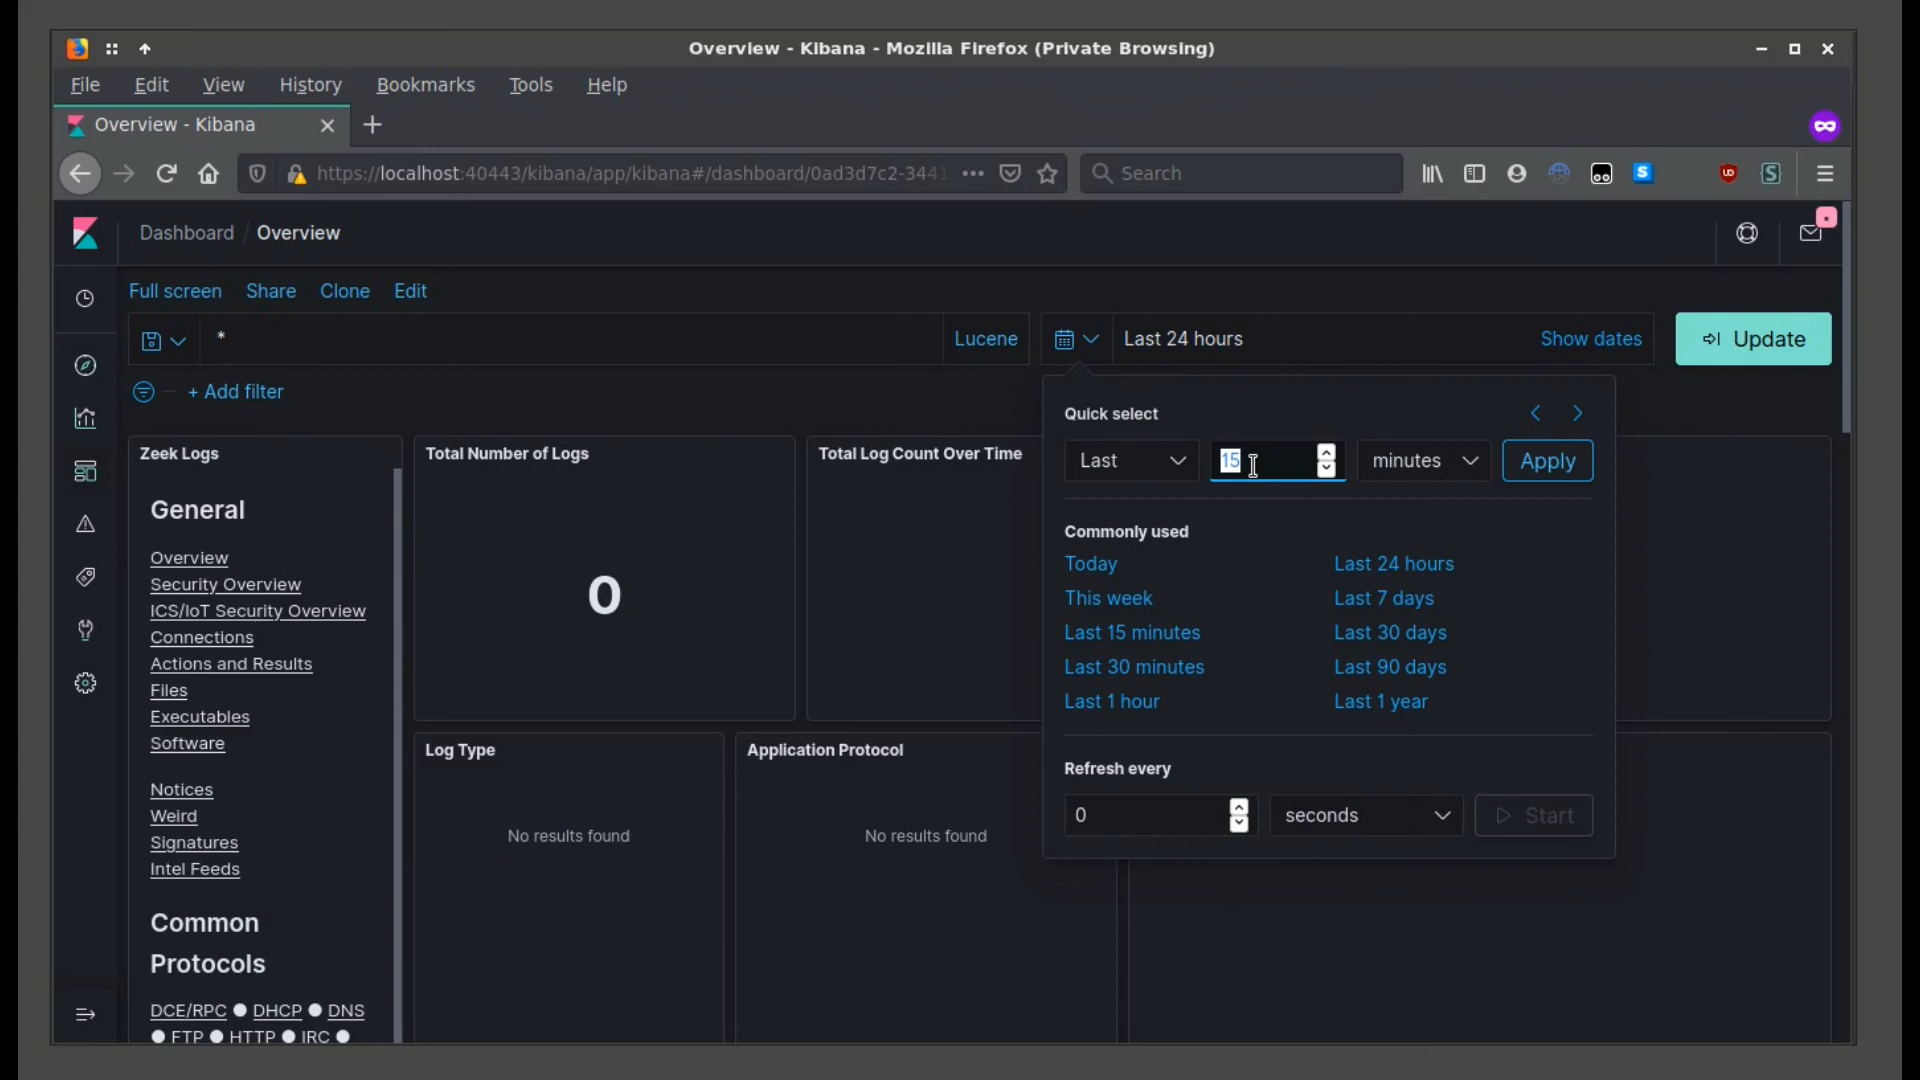 Overview - Kibana - Mozilla Firefox (Private Browsing)
File Edit View History Bookmarks Tools Help
Overview - Kibana
https://localhost:40443/kibana/app/kibana#/dashboard/0ad3d7c2-3441
Search
Dashboard / Overview
Full screen Share Clone Edit
* Lucene Last 24 hours Show dates Update
+ Add filter
Quick select
Last 15 minutes Apply
Commonly used
Today Last 24 hours
This week Last 7 days
Last 15 minutes Last 30 days
Last 30 minutes Last 90 days
Last 1 hour Last 1 year
Refresh every
0 seconds Start
Zeek Logs
General
Overview
Security Overview
ICS/IoT Security Overview
Connections
Actions and Results
Files
Executables
Software
Notices
Weird
Signatures
Intel Feeds
Common
Protocols
DCE/RPC ● DHCP ● DNS
● FTP ● HTTP ● IRC ●
Total Number of Logs
0
Total Log Count Over Time
Log Type
No results found
Application Protocol
No results found